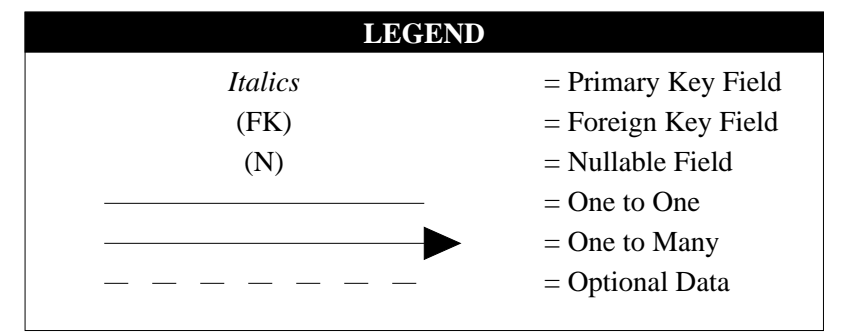 LEGEND
Italics = Primary Key Field
(FK) = Foreign Key Field
(N) = Nullable Field
= One to One
= One to Many
= Optional Data